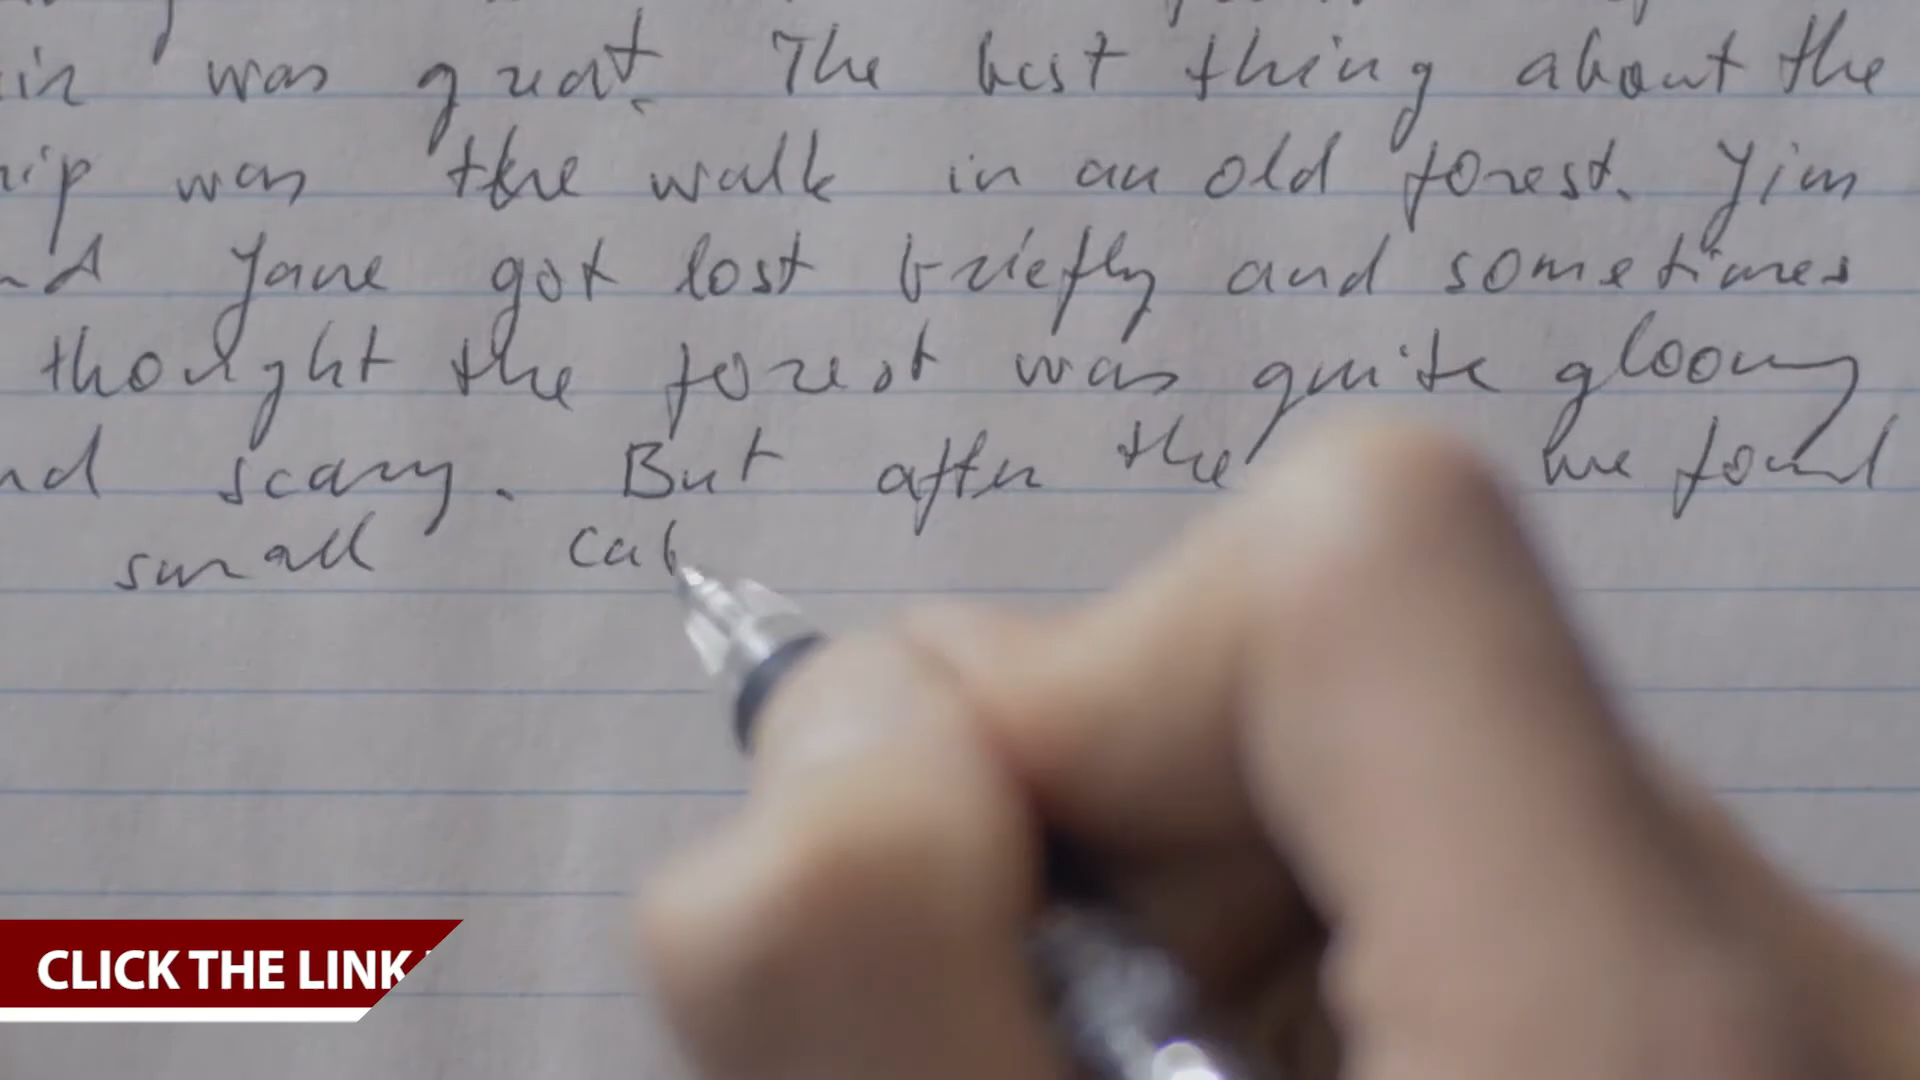 was great. The best thing about the
was the walk in an old forest. Jim
Jane got lost briefly and sometimes
thought the forest was quite gloomy
scary. But after the we found
small cab
CLICK THE LINK